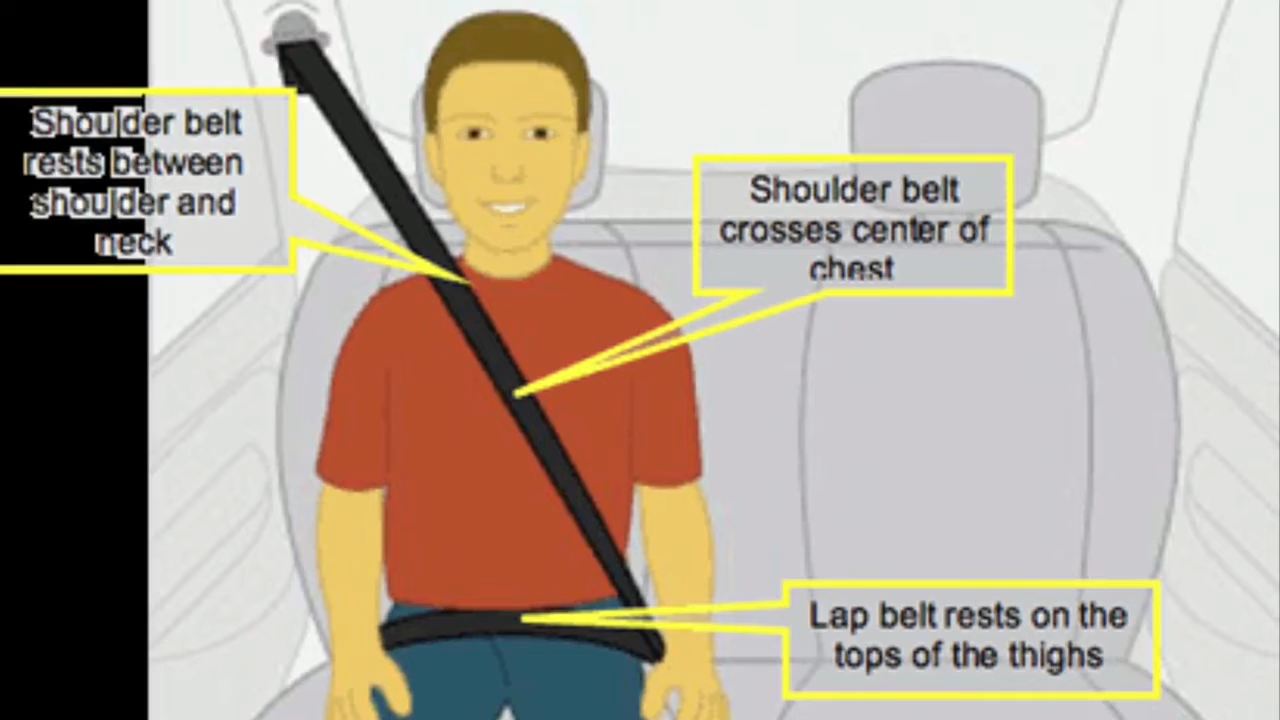 Shoulder belt
rests between
shoulder and
neck
Shoulder belt
crosses center of
chest
Lap belt rests on the
tops of the thighs